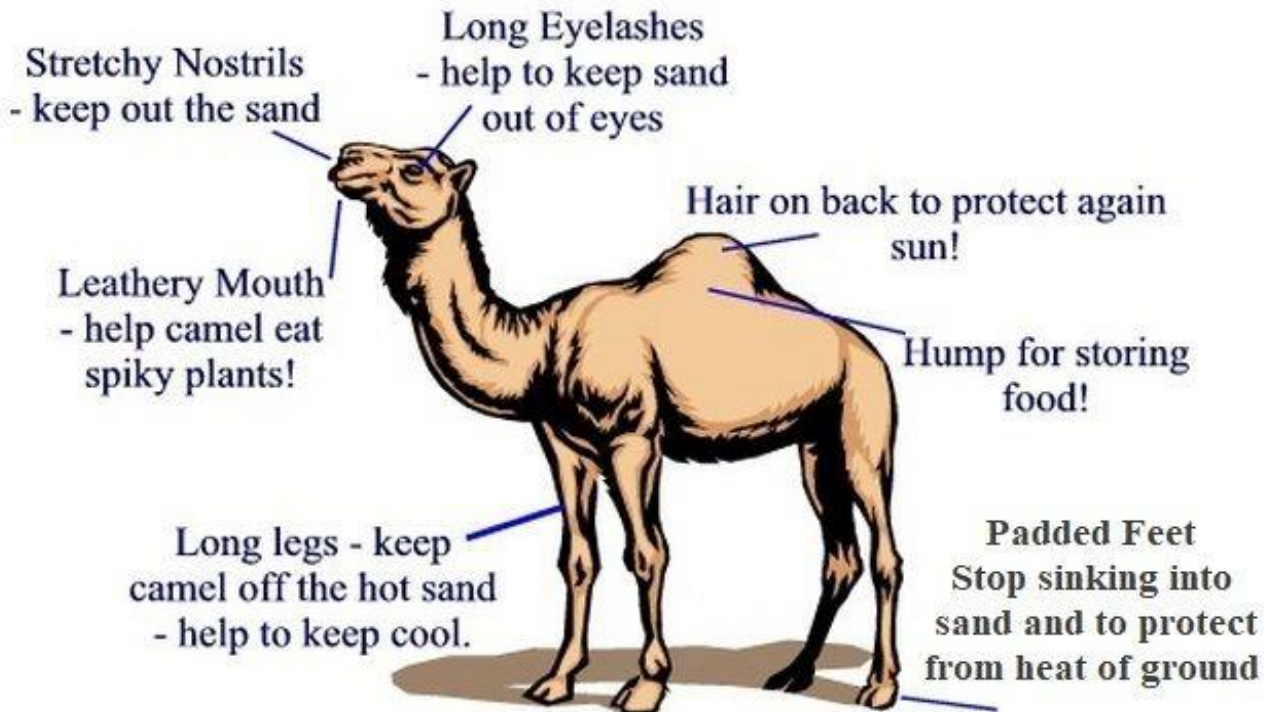 Long Eyelashes
- help to keep sand
out of eyes
Stretchy Nostrils
- keep out the sand
Hair on back to protect again
sun!
Leathery Mouth
- help camel eat
spiky plants!
Hump for storing
food!
Long legs - keep
camel off the hot sand
- help to keep cool.
Padded Feet
Stop sinking into
sand and to protect
from heat of ground